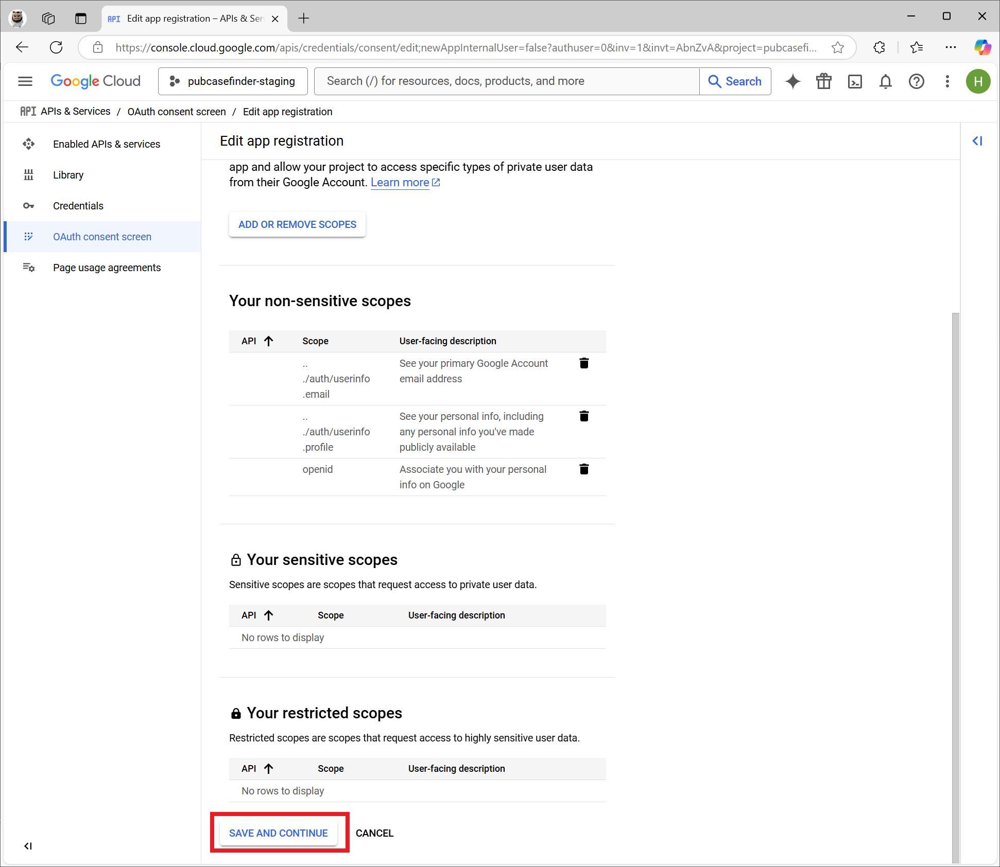 API Edit app registration – APIs & Ser
https://console.cloud.google.com/apis/credentials/consent/edit;newAppInternalUser=false?authuser=0&inv=1&invt=AbnZvA&project=pubcasefi...
Google Cloud
pubcasefinder-staging
Search (/) for resources, docs, products, and more
Search
H
API APIs & Services / OAuth consent screen / Edit app registration
Enabled APIs & services
Library
Credentials
OAuth consent screen
Page usage agreements
Edit app registration
app and allow your project to access specific types of private user data
from their Google Account. Learn more
ADD OR REMOVE SCOPES
Your non-sensitive scopes
API Scope User-facing description
.. See your primary Google Account
./auth/userinfo email address
.email
.. See your personal info, including
./auth/userinfo any personal info you've made
.profile publicly available
openid Associate you with your personal
info on Google
Your sensitive scopes
Sensitive scopes are scopes that request access to private user data.
API Scope User-facing description
No rows to display
Your restricted scopes
Restricted scopes are scopes that request access to highly sensitive user data.
API Scope User-facing description
No rows to display
SAVE AND CONTINUE CANCEL